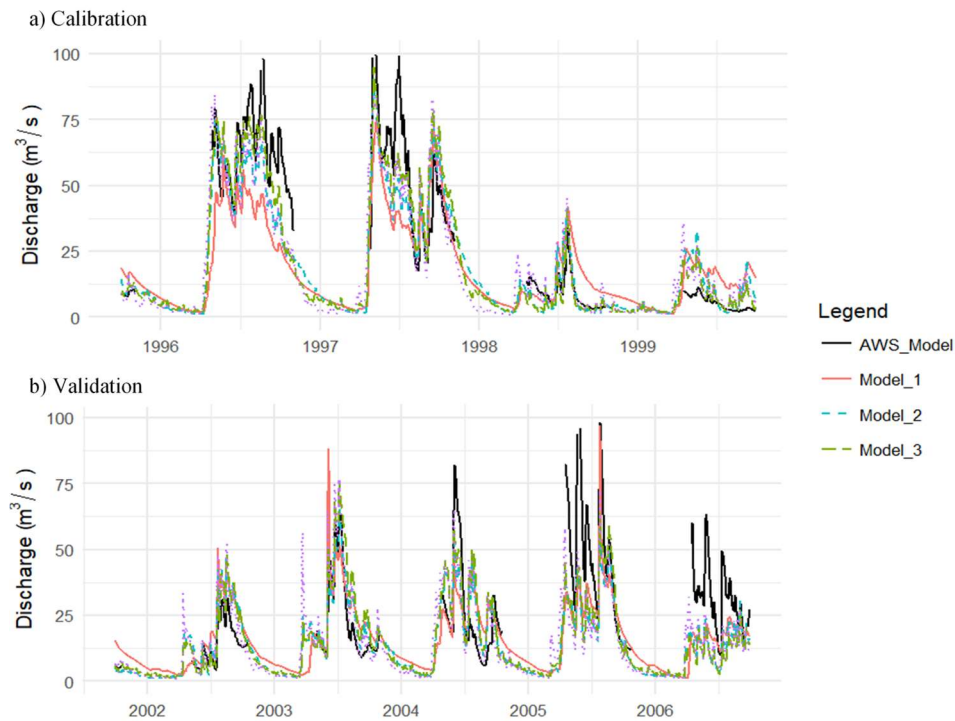 a) Calibration
100
75
50
25
0
Discharge (m³/s)
1996 1997 1998 1999
b) Validation
100
75
50
25
0
Discharge (m³/s)
2002 2003 2004 2005 2006
Legend
AWS_Model
Model_1
Model_2
Model_3